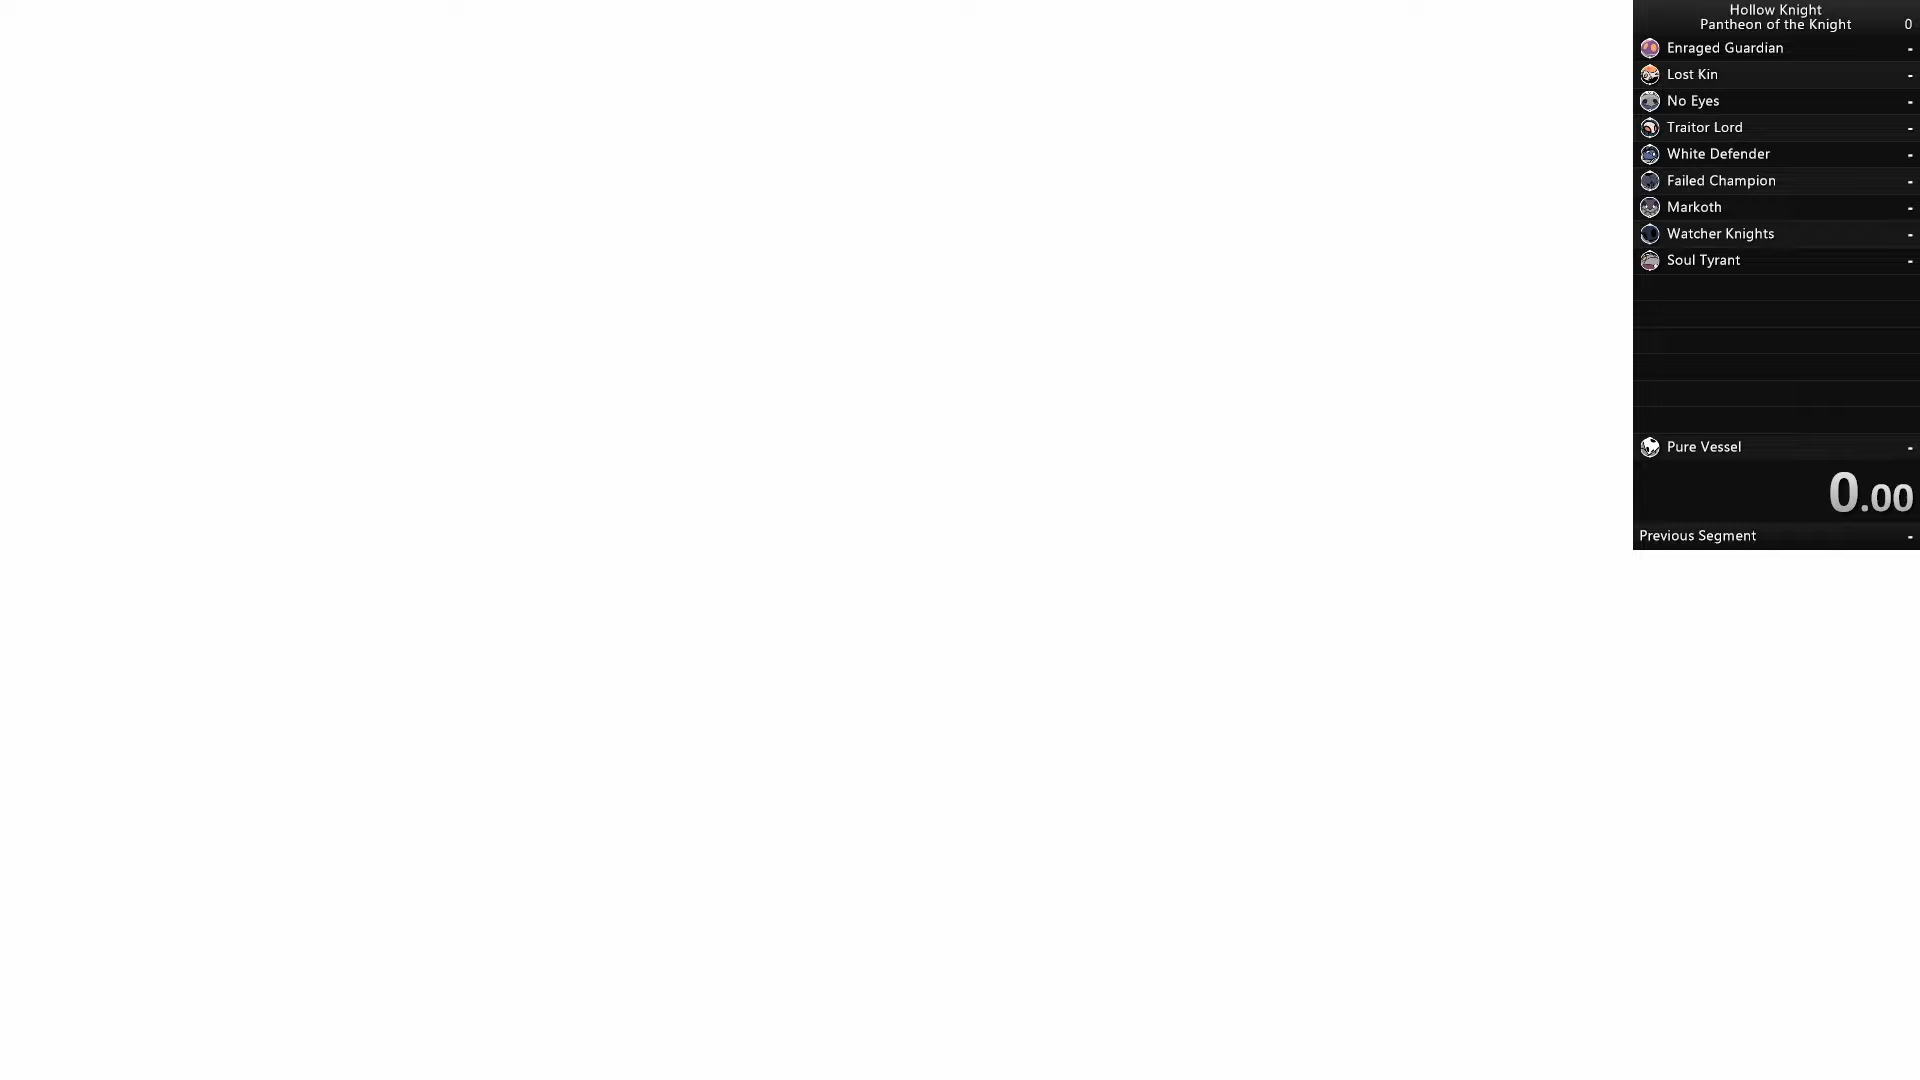 Hollow Knight
Pantheon of the Knight 0
Enraged Guardian -
Lost Kin -
No Eyes -
Traitor Lord -
White Defender -
Failed Champion -
Markoth -
Watcher Knights -
Soul Tyrant -
Pure Vessel -
0.00
Previous Segment -